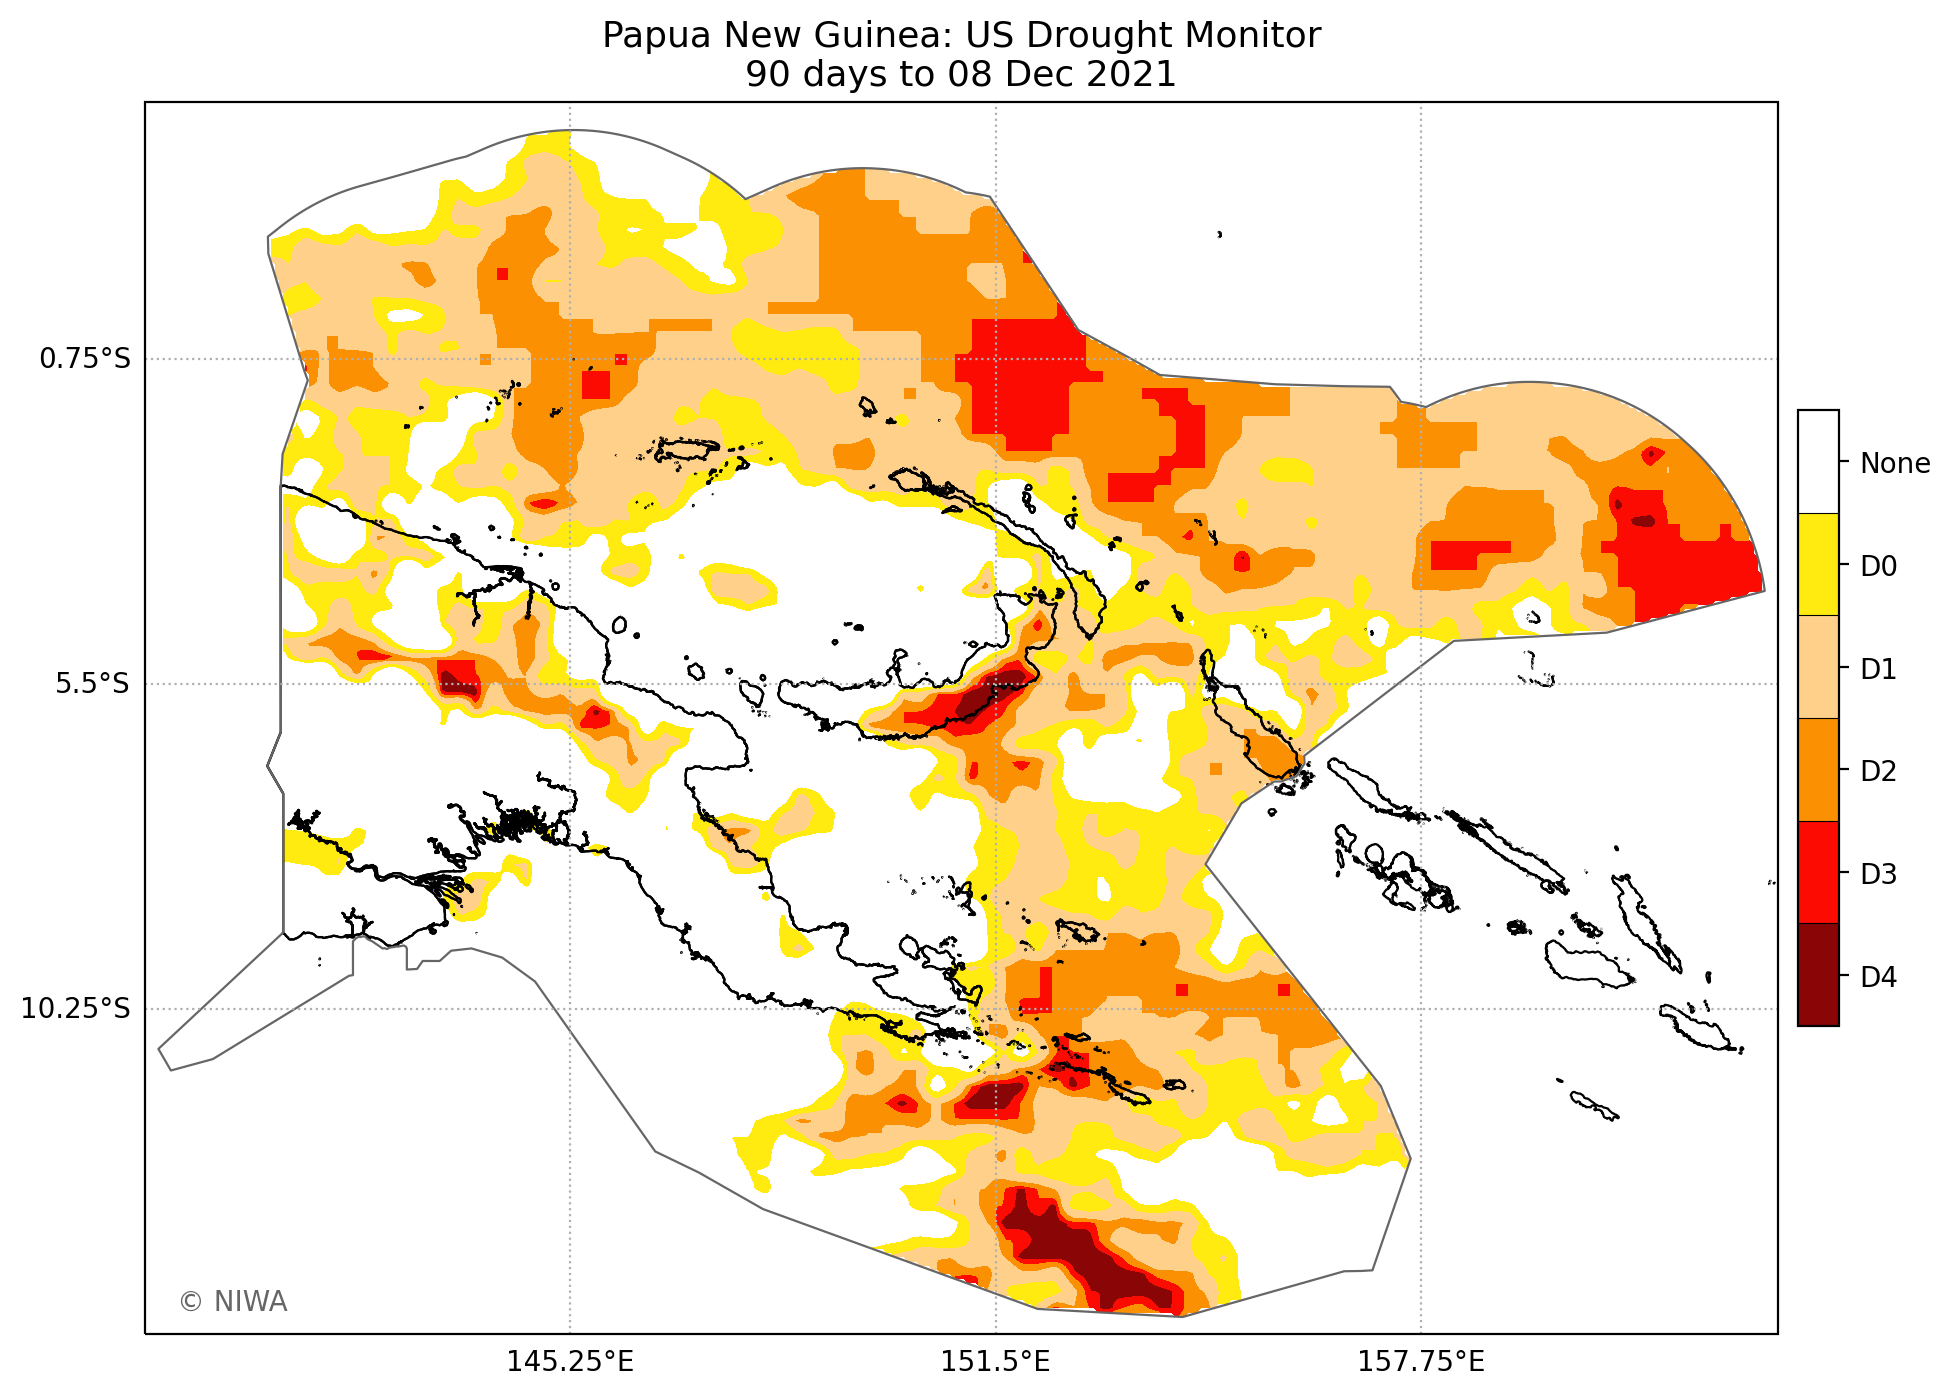 Papua New Guinea: US Drought Monitor
90 days to 08 Dec 2021
0.75°S
5.5°S
10.25°S
145.25°E
151.5°E
157.75°E
None
D0
D1
D2
D3
D4
© NIWA